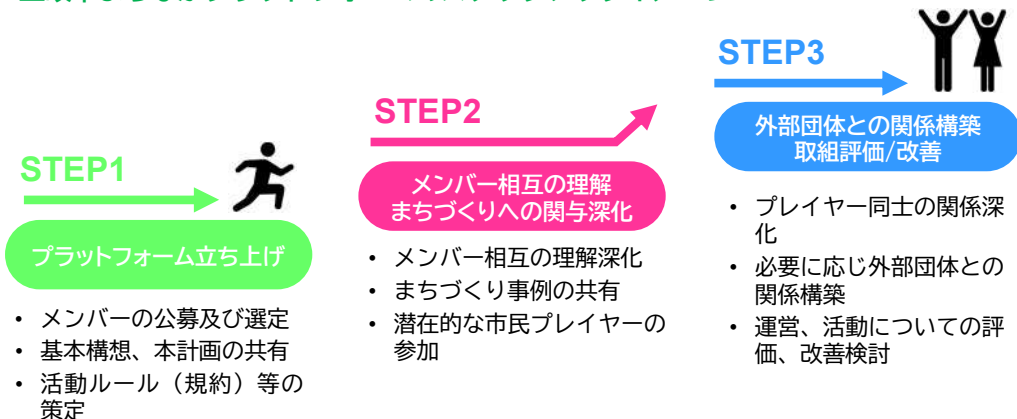 STEP1
プラットフォーム立ち上げ
• メンバーの公募及び選定
• 基本構想、本計画の共有
• 活動ルール（規約）等の
策定
STEP2
メンバー相互の理解
まちづくりへの関与深化
• メンバー相互の理解深化
• まちづくり事例の共有
• 潜在的な市民プレイヤーの
参加
STEP3
外部団体との関係構築
取組評価/改善
• プレイヤー同士の関係深
化
• 必要に応じ外部団体との
関係構築
• 運営、活動についての評
価、改善検討